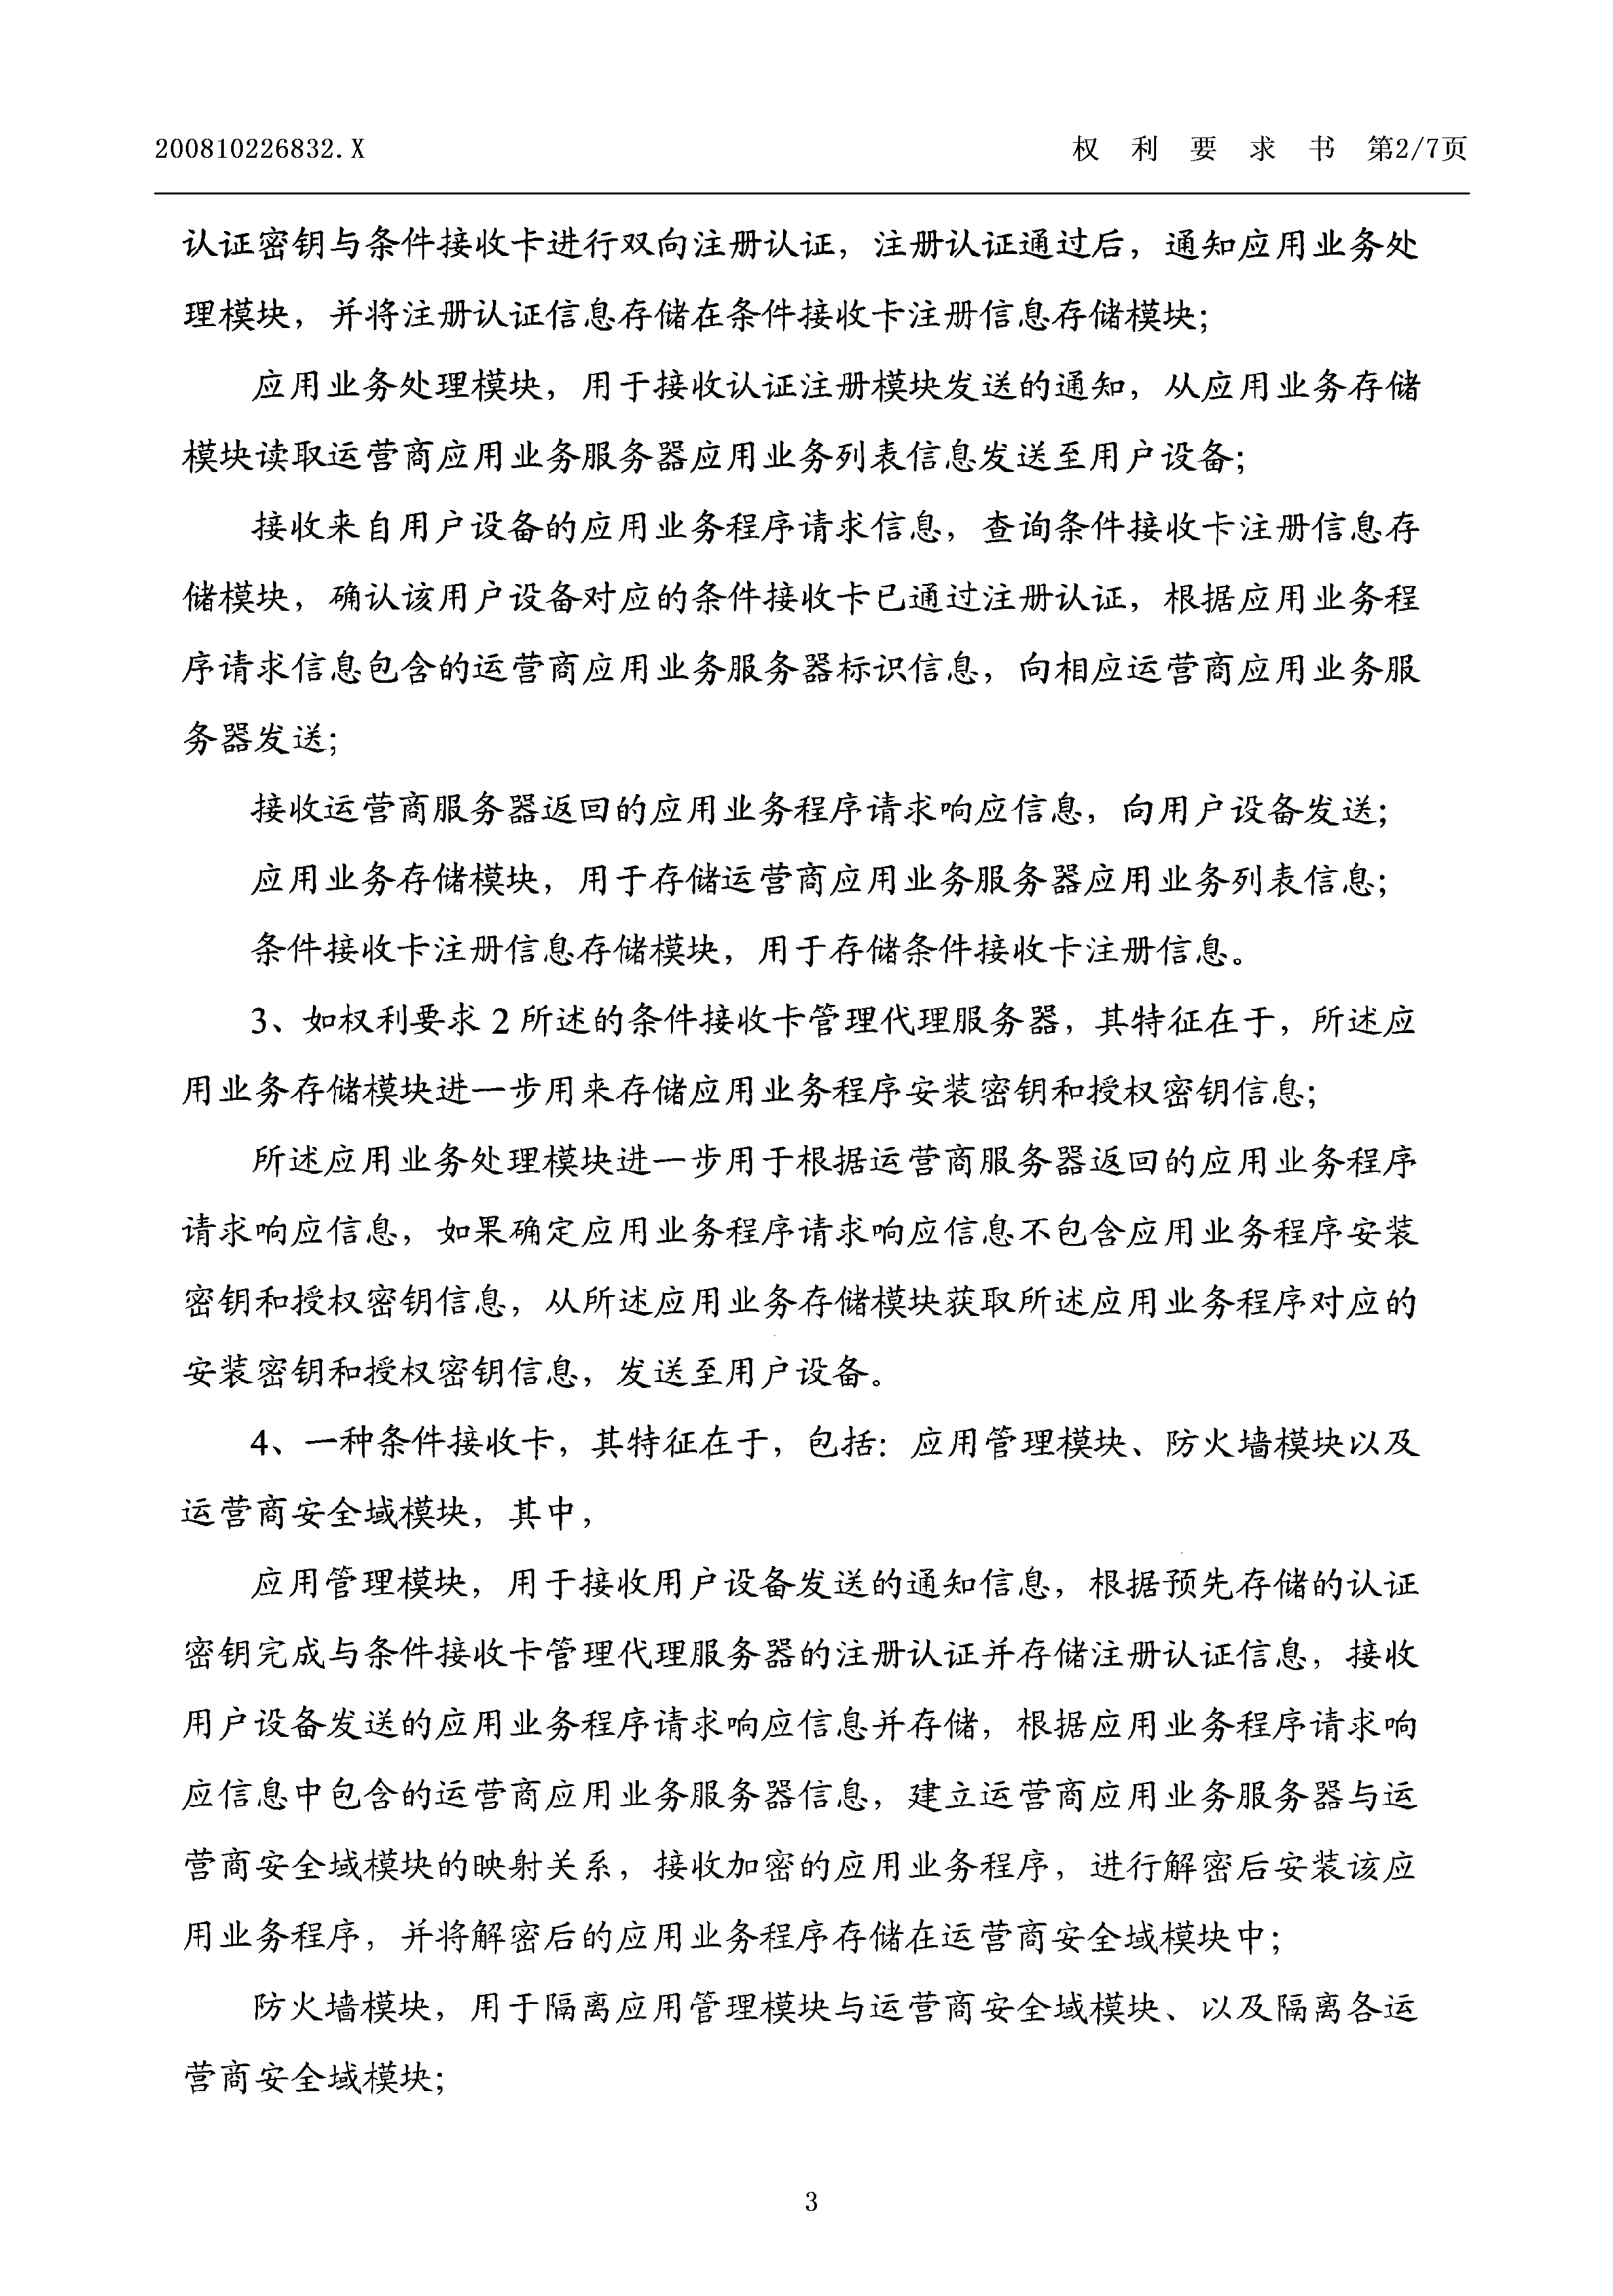 200810226832.X 权利要求书 第2/7页
认证密钥与条件接收卡进行双向注册认证，注册认证通过后，通知应用业务处
理模块，并将注册认证信息存储在条件接收卡注册信息存储模块；
应用业务处理模块，用于接收认证注册模块发送的通知，从应用业务存储
模块读取运营商应用业务服务器应用业务列表信息发送至用户设备；
接收来自用户设备的应用业务程序请求信息，查询条件接收卡注册信息存
储模块，确认该用户设备对应的条件接收卡已通过注册认证，根据应用业务程
序请求信息包含的运营商应用业务服务器标识信息，向相应运营商应用业务服
务器发送；
接收运营商服务器返回的应用业务程序请求响应信息，向用户设备发送；
应用业务存储模块，用于存储运营商应用业务服务器应用业务列表信息；
条件接收卡注册信息存储模块，用于存储条件接收卡注册信息。
3、如权利要求 2 所述的条件接收卡管理代理服务器，其特征在于，所述应
用业务存储模块进一步用来存储应用业务程序安装密钥和授权密钥信息；
所述应用业务处理模块进一步用于根据运营商服务器返回的应用业务程序
请求响应信息，如果确定应用业务程序请求响应信息不包含应用业务程序安装
密钥和授权密钥信息，从所述应用业务存储模块获取所述应用业务程序对应的
安装密钥和授权密钥信息，发送至用户设备。
4、一种条件接收卡，其特征在于，包括：应用管理模块、防火墙模块以及
运营商安全域模块，其中，
应用管理模块，用于接收用户设备发送的通知信息，根据预先存储的认证
密钥完成与条件接收卡管理代理服务器的注册认证并存储注册认证信息，接收
用户设备发送的应用业务程序请求响应信息并存储，根据应用业务程序请求响
应信息中包含的运营商应用业务服务器信息，建立运营商应用业务服务器与运
营商安全域模块的映射关系，接收加密的应用业务程序，进行解密后安装该应
用业务程序，并将解密后的应用业务程序存储在运营商安全域模块中；
防火墙模块，用于隔离应用管理模块与运营商安全域模块、以及隔离各运
营商安全域模块；
3